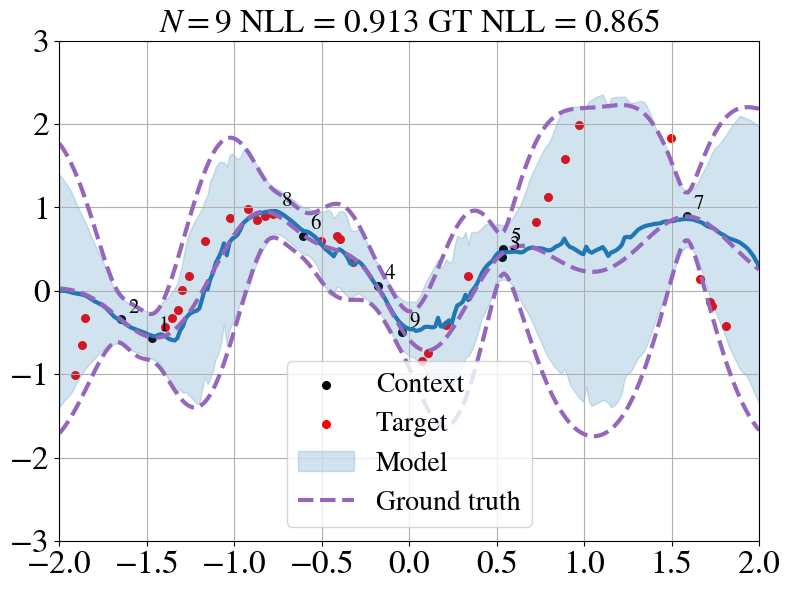 N = 9 NLL = 0.913 GT NLL = 0.865
3
2
1
0
−1
−2
−3
8
6
7
5
3
4
2
1
9
Context
Target
Model
Ground truth
−2.0 −1.5 −1.0 −0.5 0.0 0.5 1.0 1.5 2.0